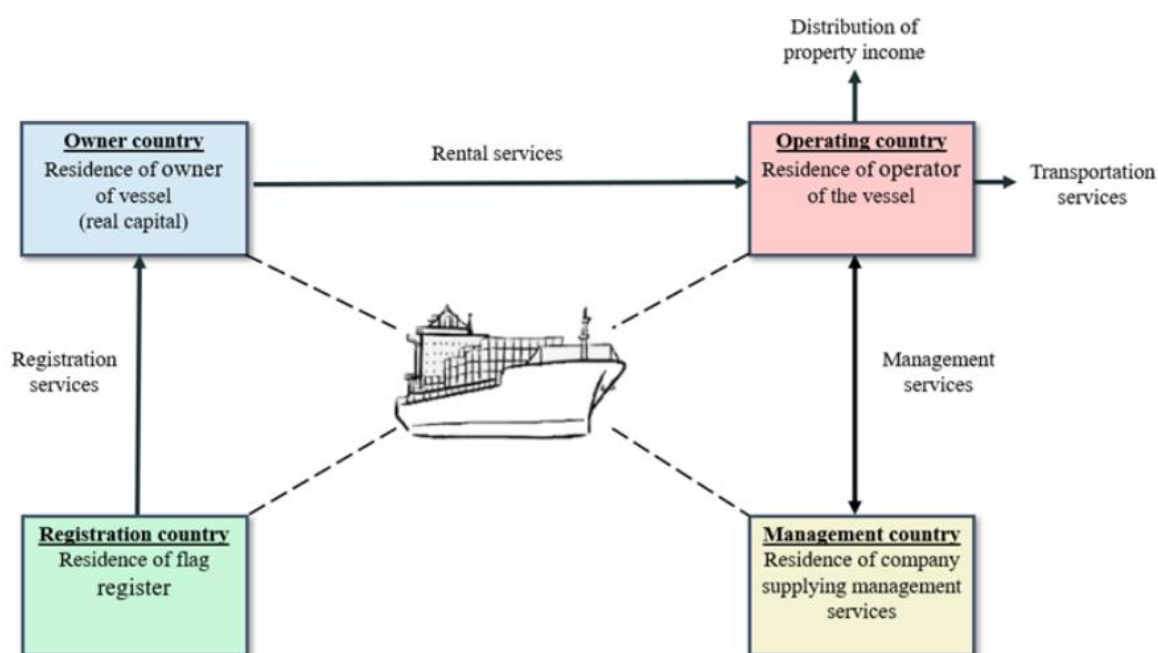 Distribution of
property income
Owner country
Residence of owner
of vessel
(real capital)
Rental services
Operating country
Residence of operator
of the vessel
Transportation
services
Registration
services
Management
services
Registration country
Residence of flag
register
Management country
Residence of company
supplying management
services